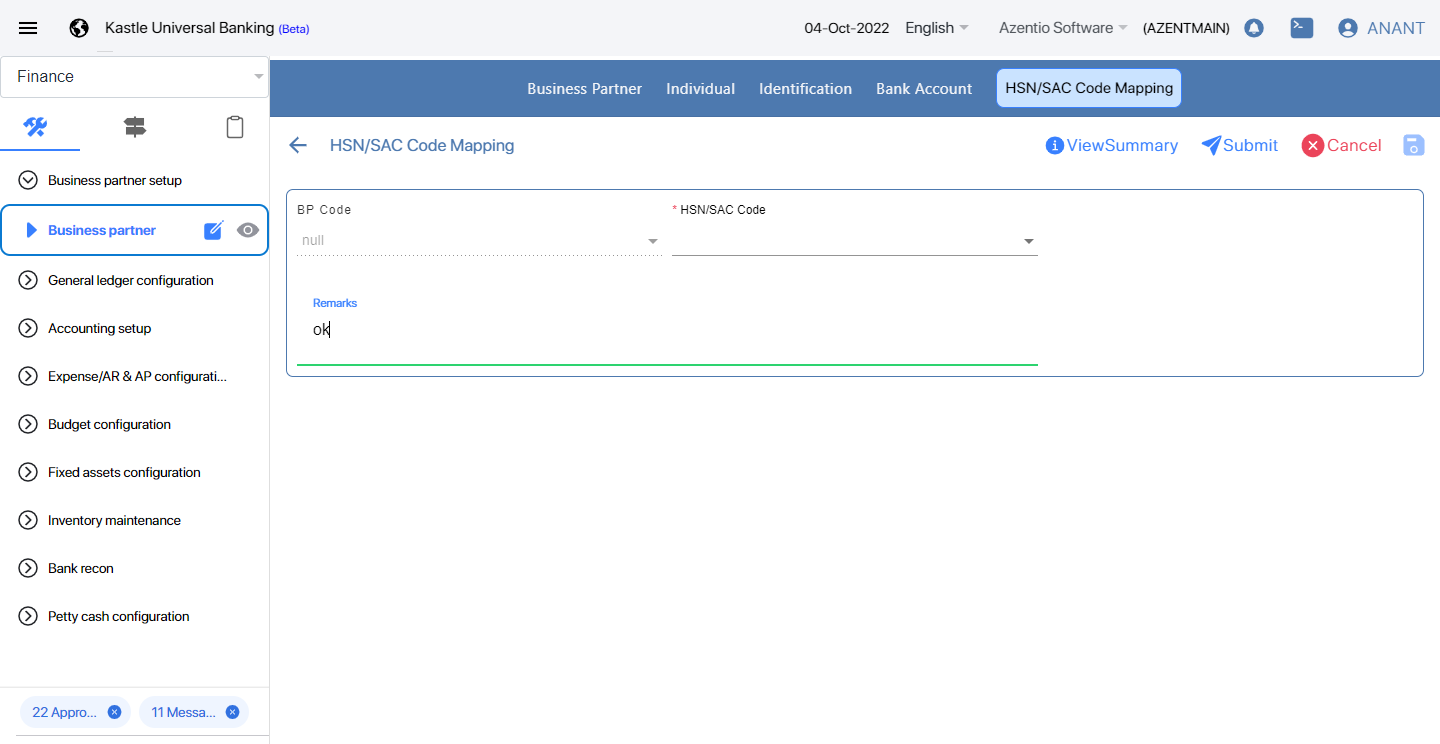 Kastle Universal Banking (Beta)
04-Oct-2022
English
Azentio Software
(AZENTMAIN)
ANANT
Finance
Business Partner
Individual
Identification
Bank Account
HSN/SAC Code Mapping
HSN/SAC Code Mapping
ViewSummary
Submit
Cancel
Business partner setup
Business partner
General ledger configuration
Accounting setup
Expense/AR & AP configurati...
Budget configuration
Fixed assets configuration
Inventory maintenance
Bank recon
Petty cash configuration
BP Code
null
* HSN/SAC Code
Remarks
ok
22 Appro...
11 Messa...